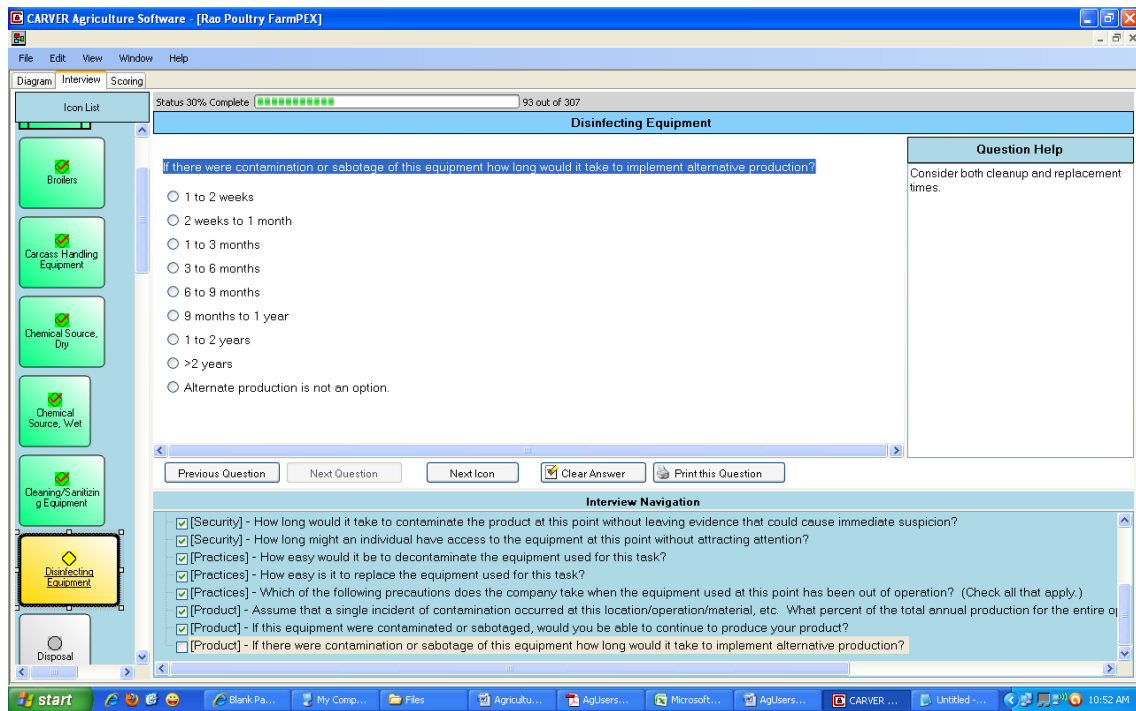 CARVER Agriculture Software - [Rao Poultry FarmPEX]
File Edit View Window Help
Diagram Interview Scoring
Icon List
Status 30% Complete
93 out of 307
Disinfecting Equipment
Broilers
Carcass Handling
Equipment
Chemical Source,
Dry
Chemical
Source, Wet
Cleaning/Sanitizin
g Equipment
Disinfecting
Equipment
Disposal
If there were contamination or sabotage of this equipment how long would it take to implement alternative production?
1 to 2 weeks
2 weeks to 1 month
1 to 3 months
3 to 6 months
6 to 9 months
9 months to 1 year
1 to 2 years
>2 years
Alternate production is not an option.
Question Help
Consider both cleanup and replacement
times.
Previous Question Next Question Next Icon Clear Answer Print this Question
Interview Navigation
[Security] - How long would it take to contaminate the product at this point without leaving evidence that could cause immediate suspicion?
[Security] - How long might an individual have access to the equipment at this point without attracting attention?
[Practices] - How easy would it be to decontaminate the equipment used for this task?
[Practices] - How easy is it to replace the equipment used for this task?
[Practices] - Which of the following precautions does the company take when the equipment used at this point has been out of operation? (Check all that apply.)
[Product] - Assume that a single incident of contamination occurred at this location/operation/material, etc. What percent of the total annual production for the entire op
[Product] - If this equipment were contaminated or sabotaged, would you be able to continue to produce your product?
[Product] - If there were contamination or sabotage of this equipment how long would it take to implement alternative production?
start Blank Pa... My Comp... Files Agricultu... AgUsers... Microsoft... AgUsers... CARVER ... Untitled -... 10:52 AM